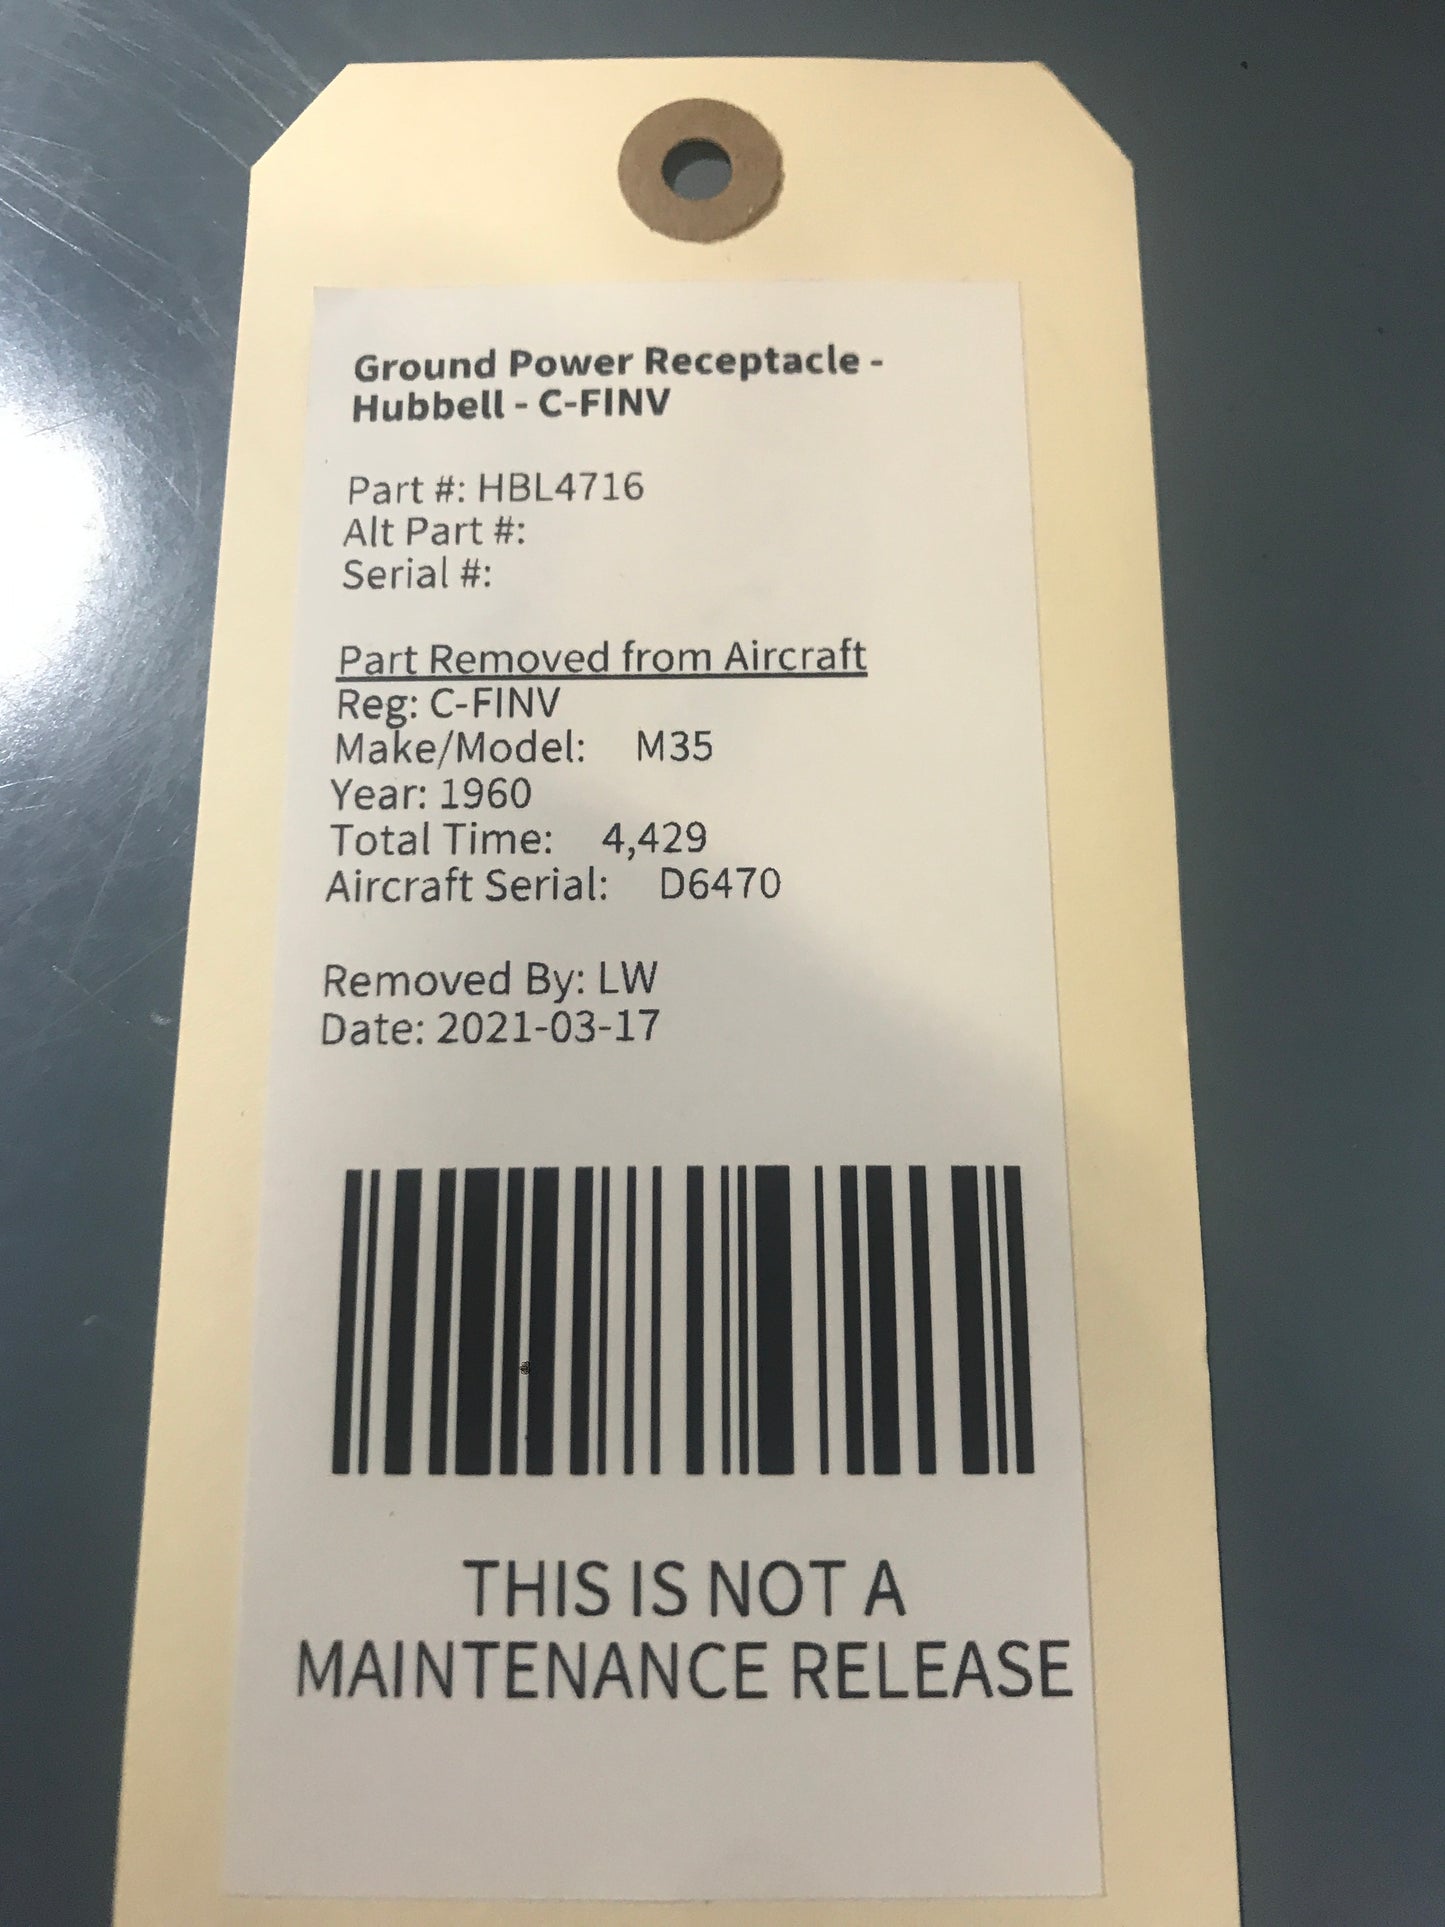 Ground Power Receptacle -
Hubbell - C-FINV
Part #: HBL4716
Alt Part #:
Serial #:
Part Removed from Aircraft
Reg: C-FINV
Make/Model: M35
Year: 1960
Total Time: 4,429
Aircraft Serial: D6470
Removed By: LW
Date: 2021-03-17
THIS IS NOT A
MAINTENANCE RELEASE